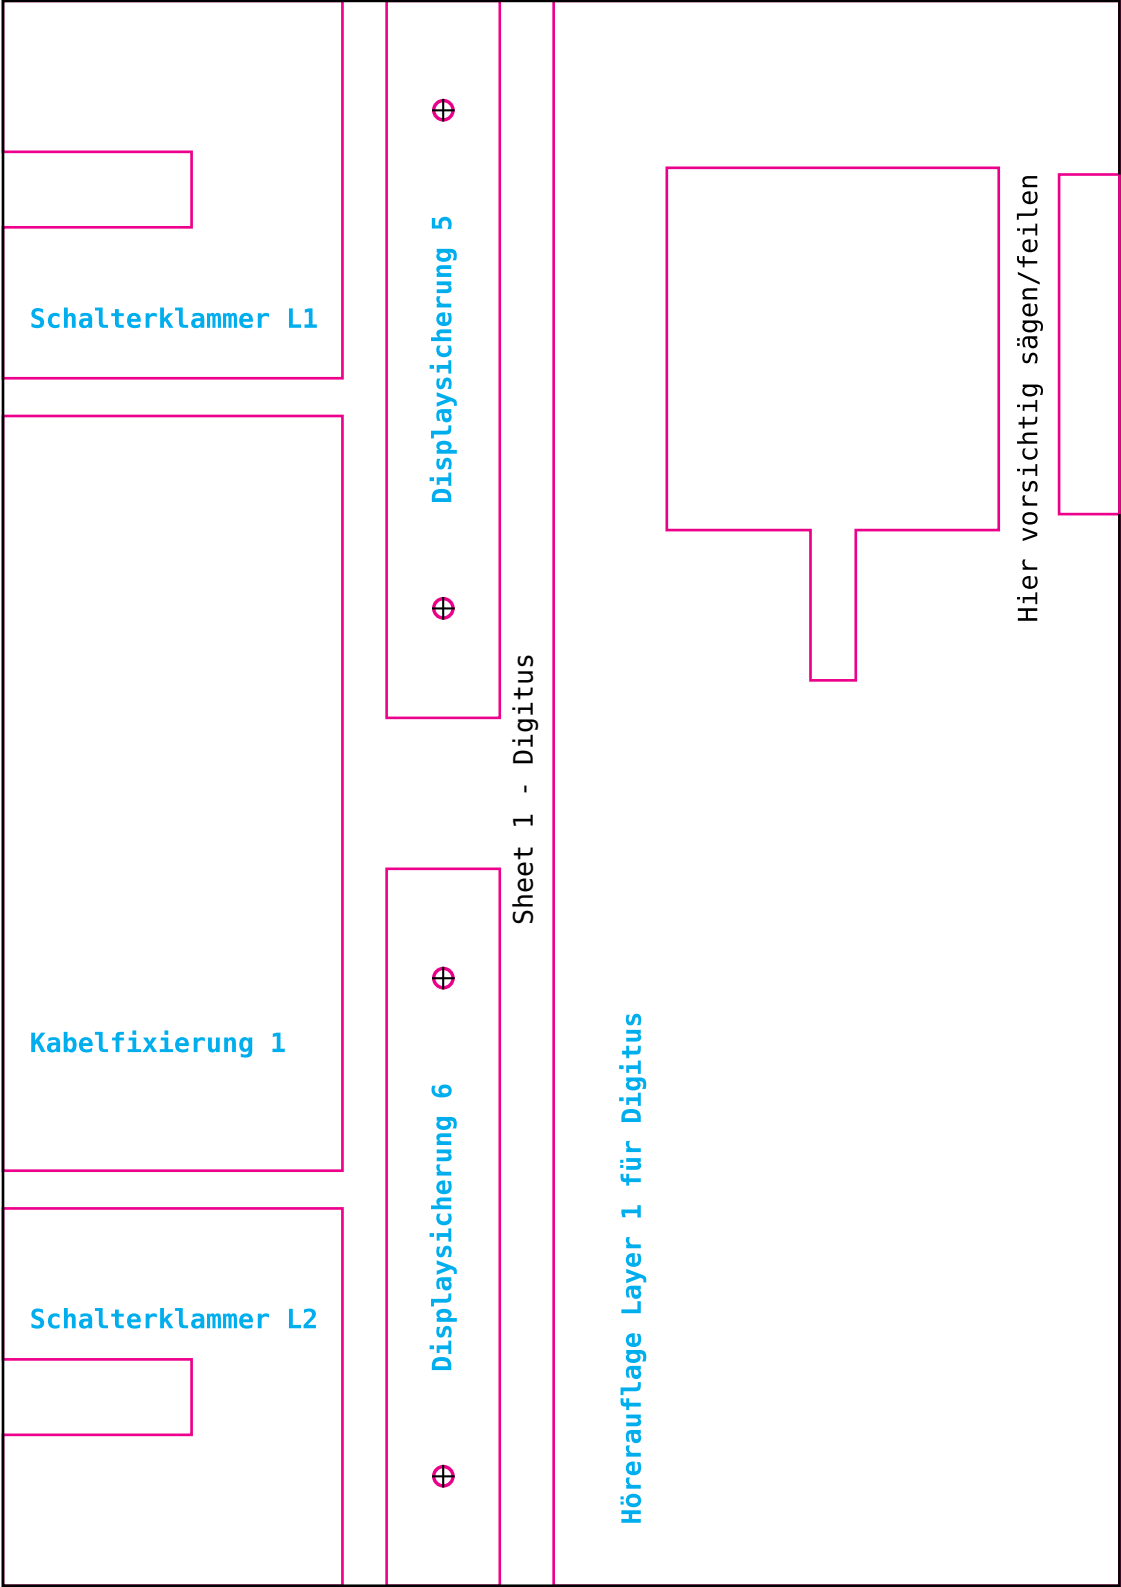 Schalterklammer L1
Kabelfixierung 1
Schalterklammer L2
Displaysicherung 5
Displaysicherung 6
Sheet 1 - Digitus
Hörerauflage Layer 1 für Digitus
Hier vorsichtig sägen/feilen